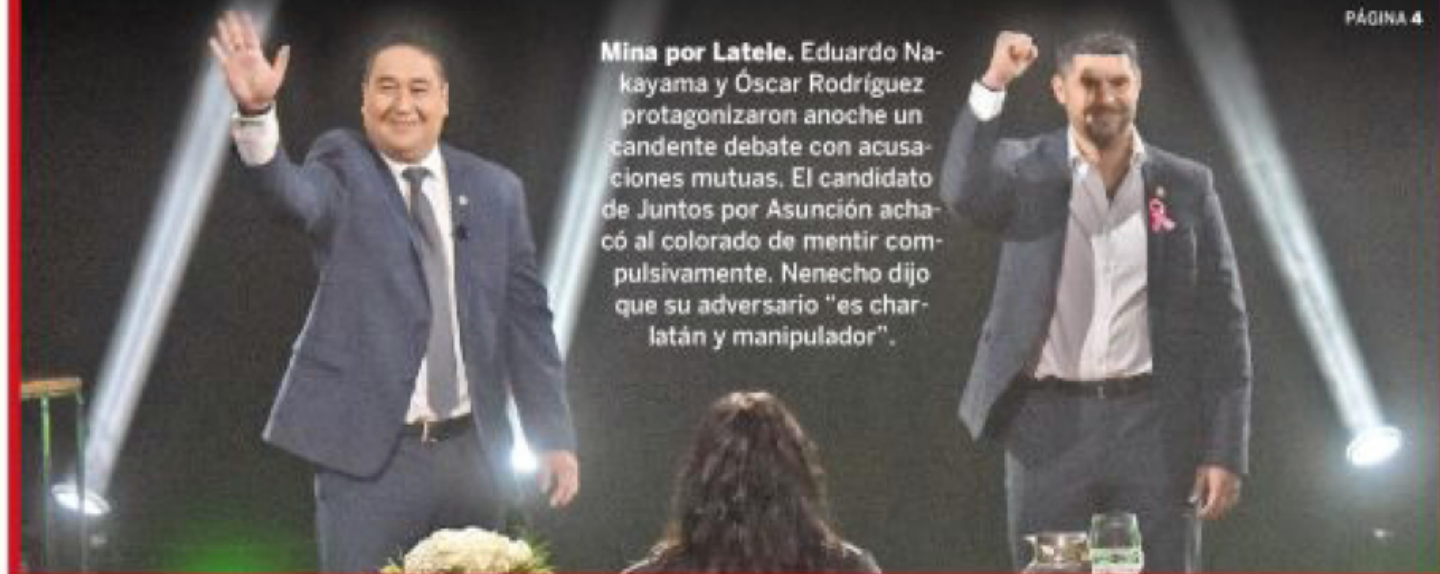 PÁGINA 4
Mina por Latele. Eduardo Na-
kayama y Óscar Rodríguez
protagonizaron anoche un
candente debate con acusa-
ciones mutuas. El candidato
de Juntos por Asunción acha-
có al colorado de mentir com-
pulsivamente. Nenecho dijo
que su adversario “es char-
latán y manipulador”.